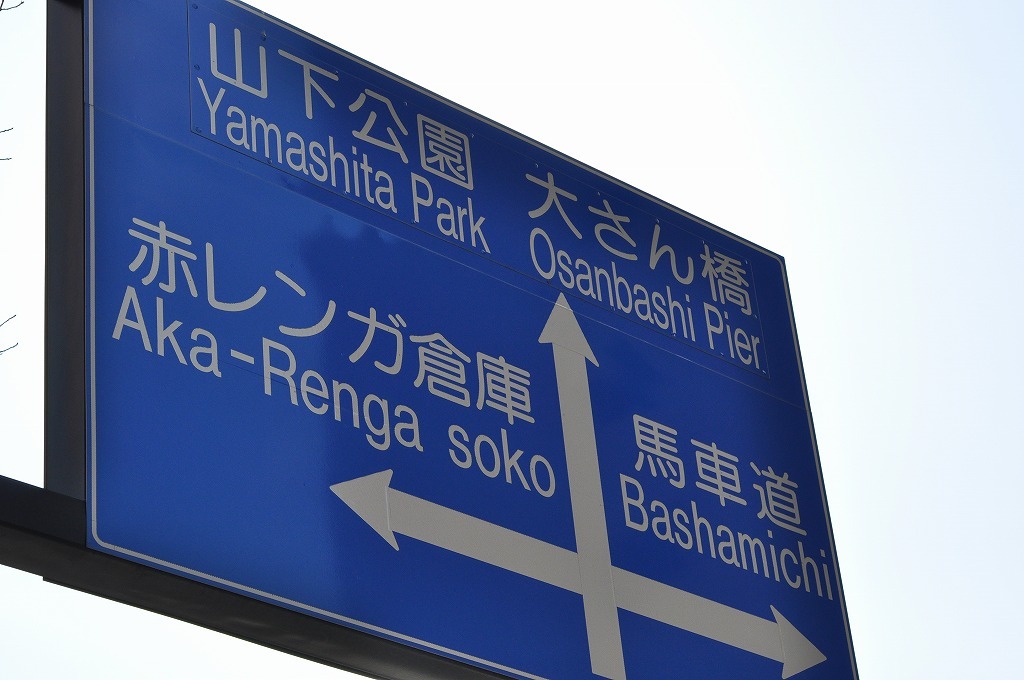 山下公園
Yamashita Park
大さん橋
Osanbashi Pier
赤レンガ倉庫
Aka-Renga soko
馬車道
Bashamichi